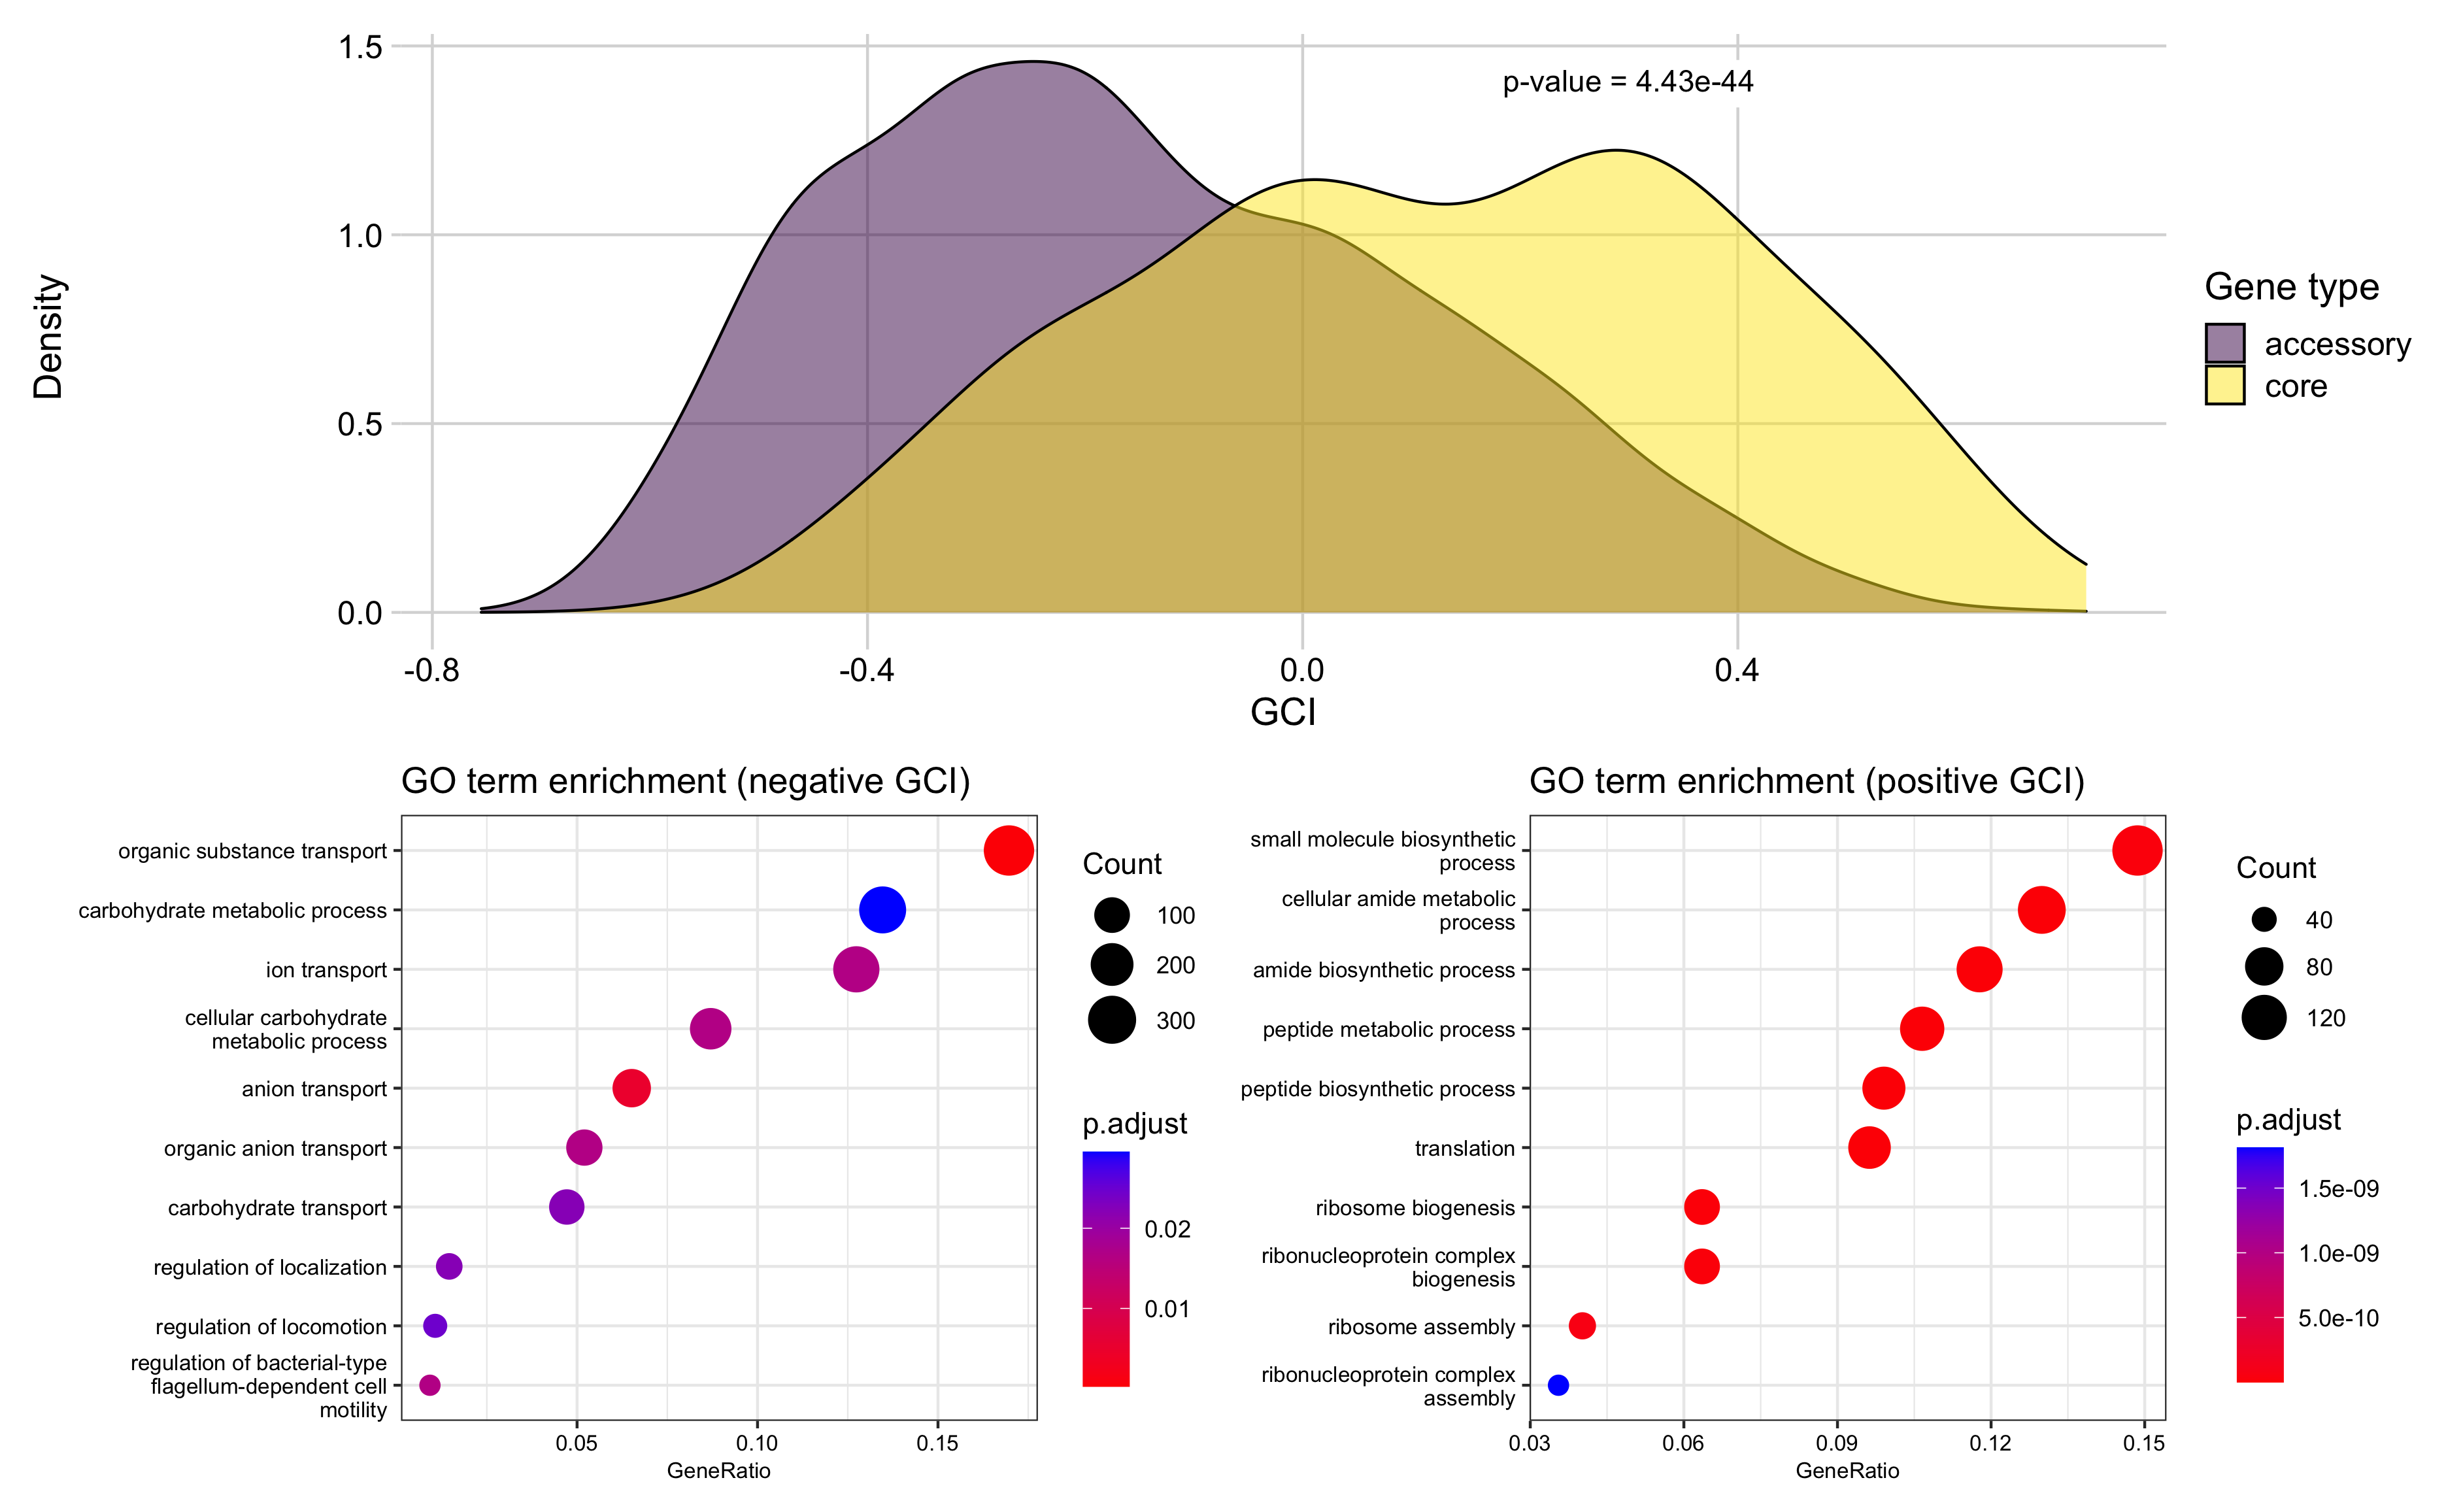 1.5
1.0
0.5
0.0
Density
p-value = 4.43e-44
-0.8
-0.4
0.0
0.4
GCI
Gene type
accessory
core
GO term enrichment (negative GCI)
organic substance transport
carbohydrate metabolic process
ion transport
cellular carbohydrate
metabolic process
anion transport
organic anion transport
carbohydrate transport
regulation of localization
regulation of locomotion
regulation of bacterial-type
flagellum-dependent cell
motility
0.05
0.10
0.15
GeneRatio
Count
100
200
300
p.adjust
0.02
0.01
GO term enrichment (positive GCI)
small molecule biosynthetic
process
cellular amide metabolic
process
amide biosynthetic process
peptide metabolic process
peptide biosynthetic process
translation
ribosome biogenesis
ribonucleoprotein complex
biogenesis
ribosome assembly
ribonucleoprotein complex
assembly
0.03
0.06
0.09
0.12
0.15
GeneRatio
Count
40
80
120
p.adjust
1.5e-09
1.0e-09
5.0e-10